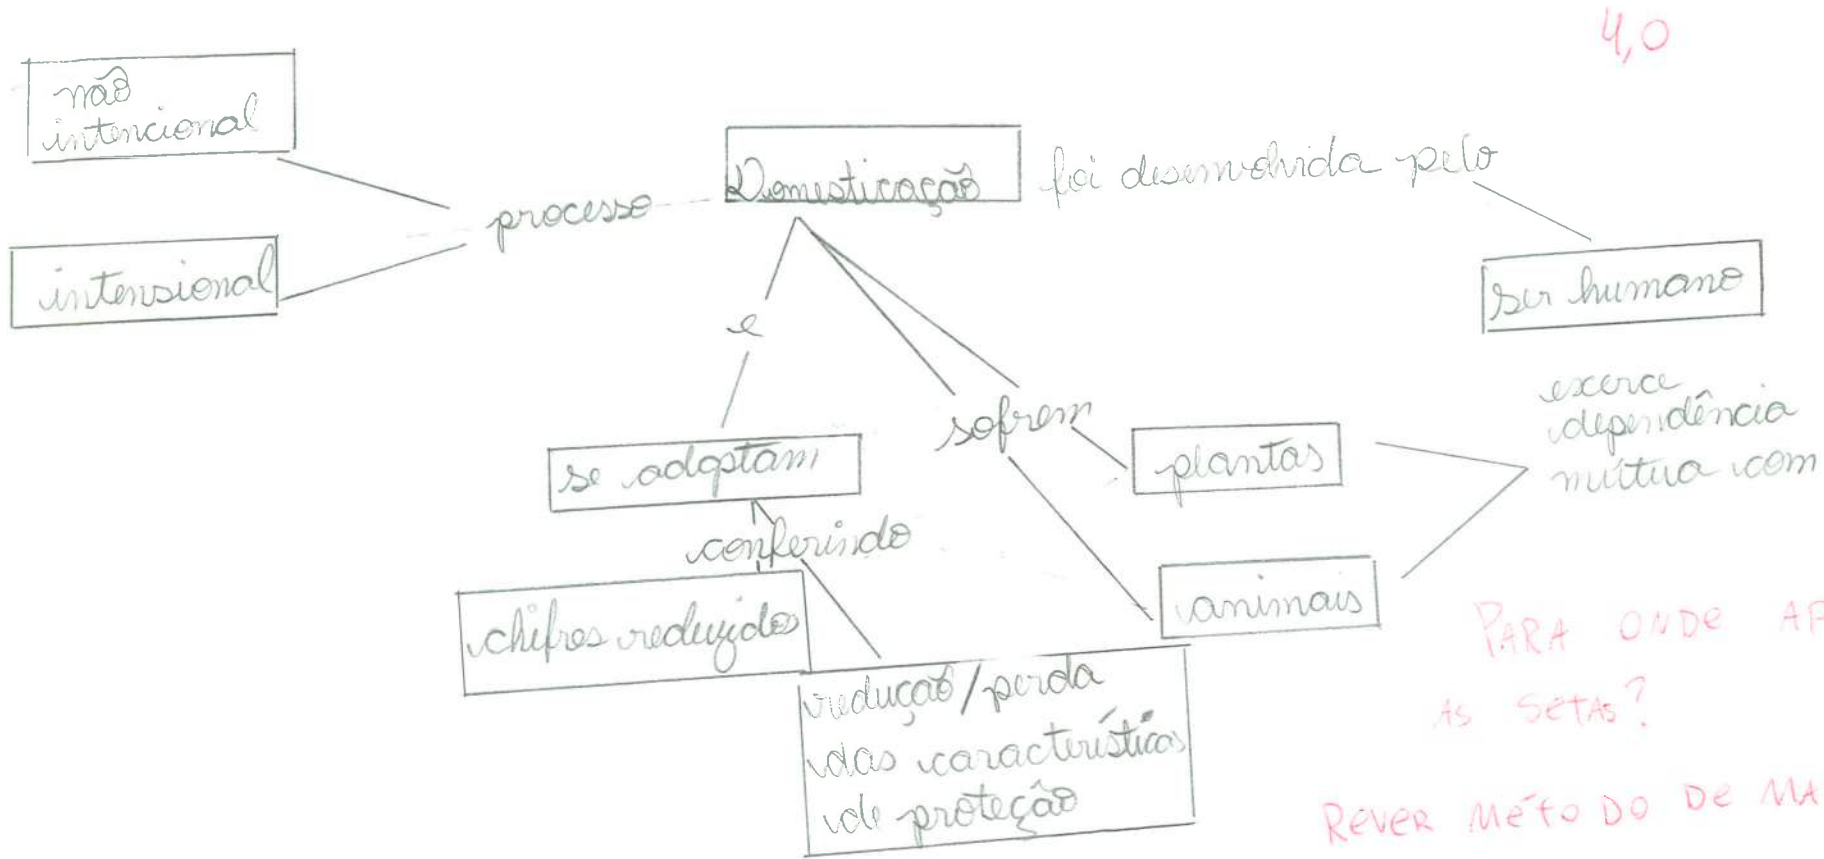 4,0
não
intencional
Domesticação
foi desenvolvida pelo
processo
intensional
ser humano
e
exerce
dependência
mútua com
sofrem
se adaptam
plantas
conferindo
animais
chifres reduzidos
PARA ONDE
AS SETAS?
redução/perda
das características
de proteção
REVER MÉTODO DE